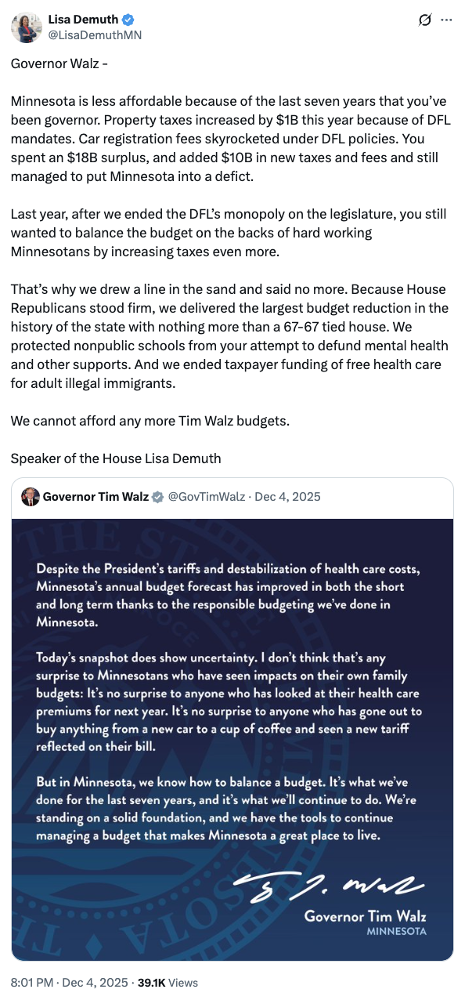 Lisa Demuth
@LisaDemuthMN
Governor Walz -
Minnesota is less affordable because of the last seven years that you’ve
been governor. Property taxes increased by $1B this year because of DFL
mandates. Car registration fees skyrocketed under DFL policies. You
spent an $18B surplus, and added $10B in new taxes and fees and still
managed to put Minnesota into a defict.
Last year, after we ended the DFL’s monopoly on the legislature, you still
wanted to balance the budget on the backs of hard working
Minnesotans by increasing taxes even more.
That’s why we drew a line in the sand and said no more. Because House
Republicans stood firm, we delivered the largest budget reduction in the
history of the state with nothing more than a 67-67 tied house. We
protected nonpublic schools from your attempt to defund mental health
and other supports. And we ended taxpayer funding of free health care
for adult illegal immigrants.
We cannot afford any more Tim Walz budgets.
Speaker of the House Lisa Demuth
Governor Tim Walz @GovTimWalz · Dec 4, 2025
THE ST
Despite the President’s tariffs and destabilization of health care costs,
Minnesota’s annual budget forecast has improved in both the short
and long term thanks to the responsible budgeting we’ve done in
Minnesota.
Today’s snapshot does show uncertainty. I don’t think that’s any
surprise to Minnesotans who have seen impacts on their own family
budgets: It’s no surprise to anyone who has looked at their health care
premiums for next year. It’s no surprise to anyone who has gone out to
buy anything from a new car to a cup of coffee and seen a new tariff
reflected on their bill.
But in Minnesota, we know how to balance a budget. It’s what we’ve
done for the last seven years, and it’s what we’ll continue to do. We’re
standing on a solid foundation, and we have the tools to continue
managing a budget that makes Minnesota a great place to live.
Governor Tim Walz
MINNESOTA
8:01 PM · Dec 4, 2025 · 39.1K Views